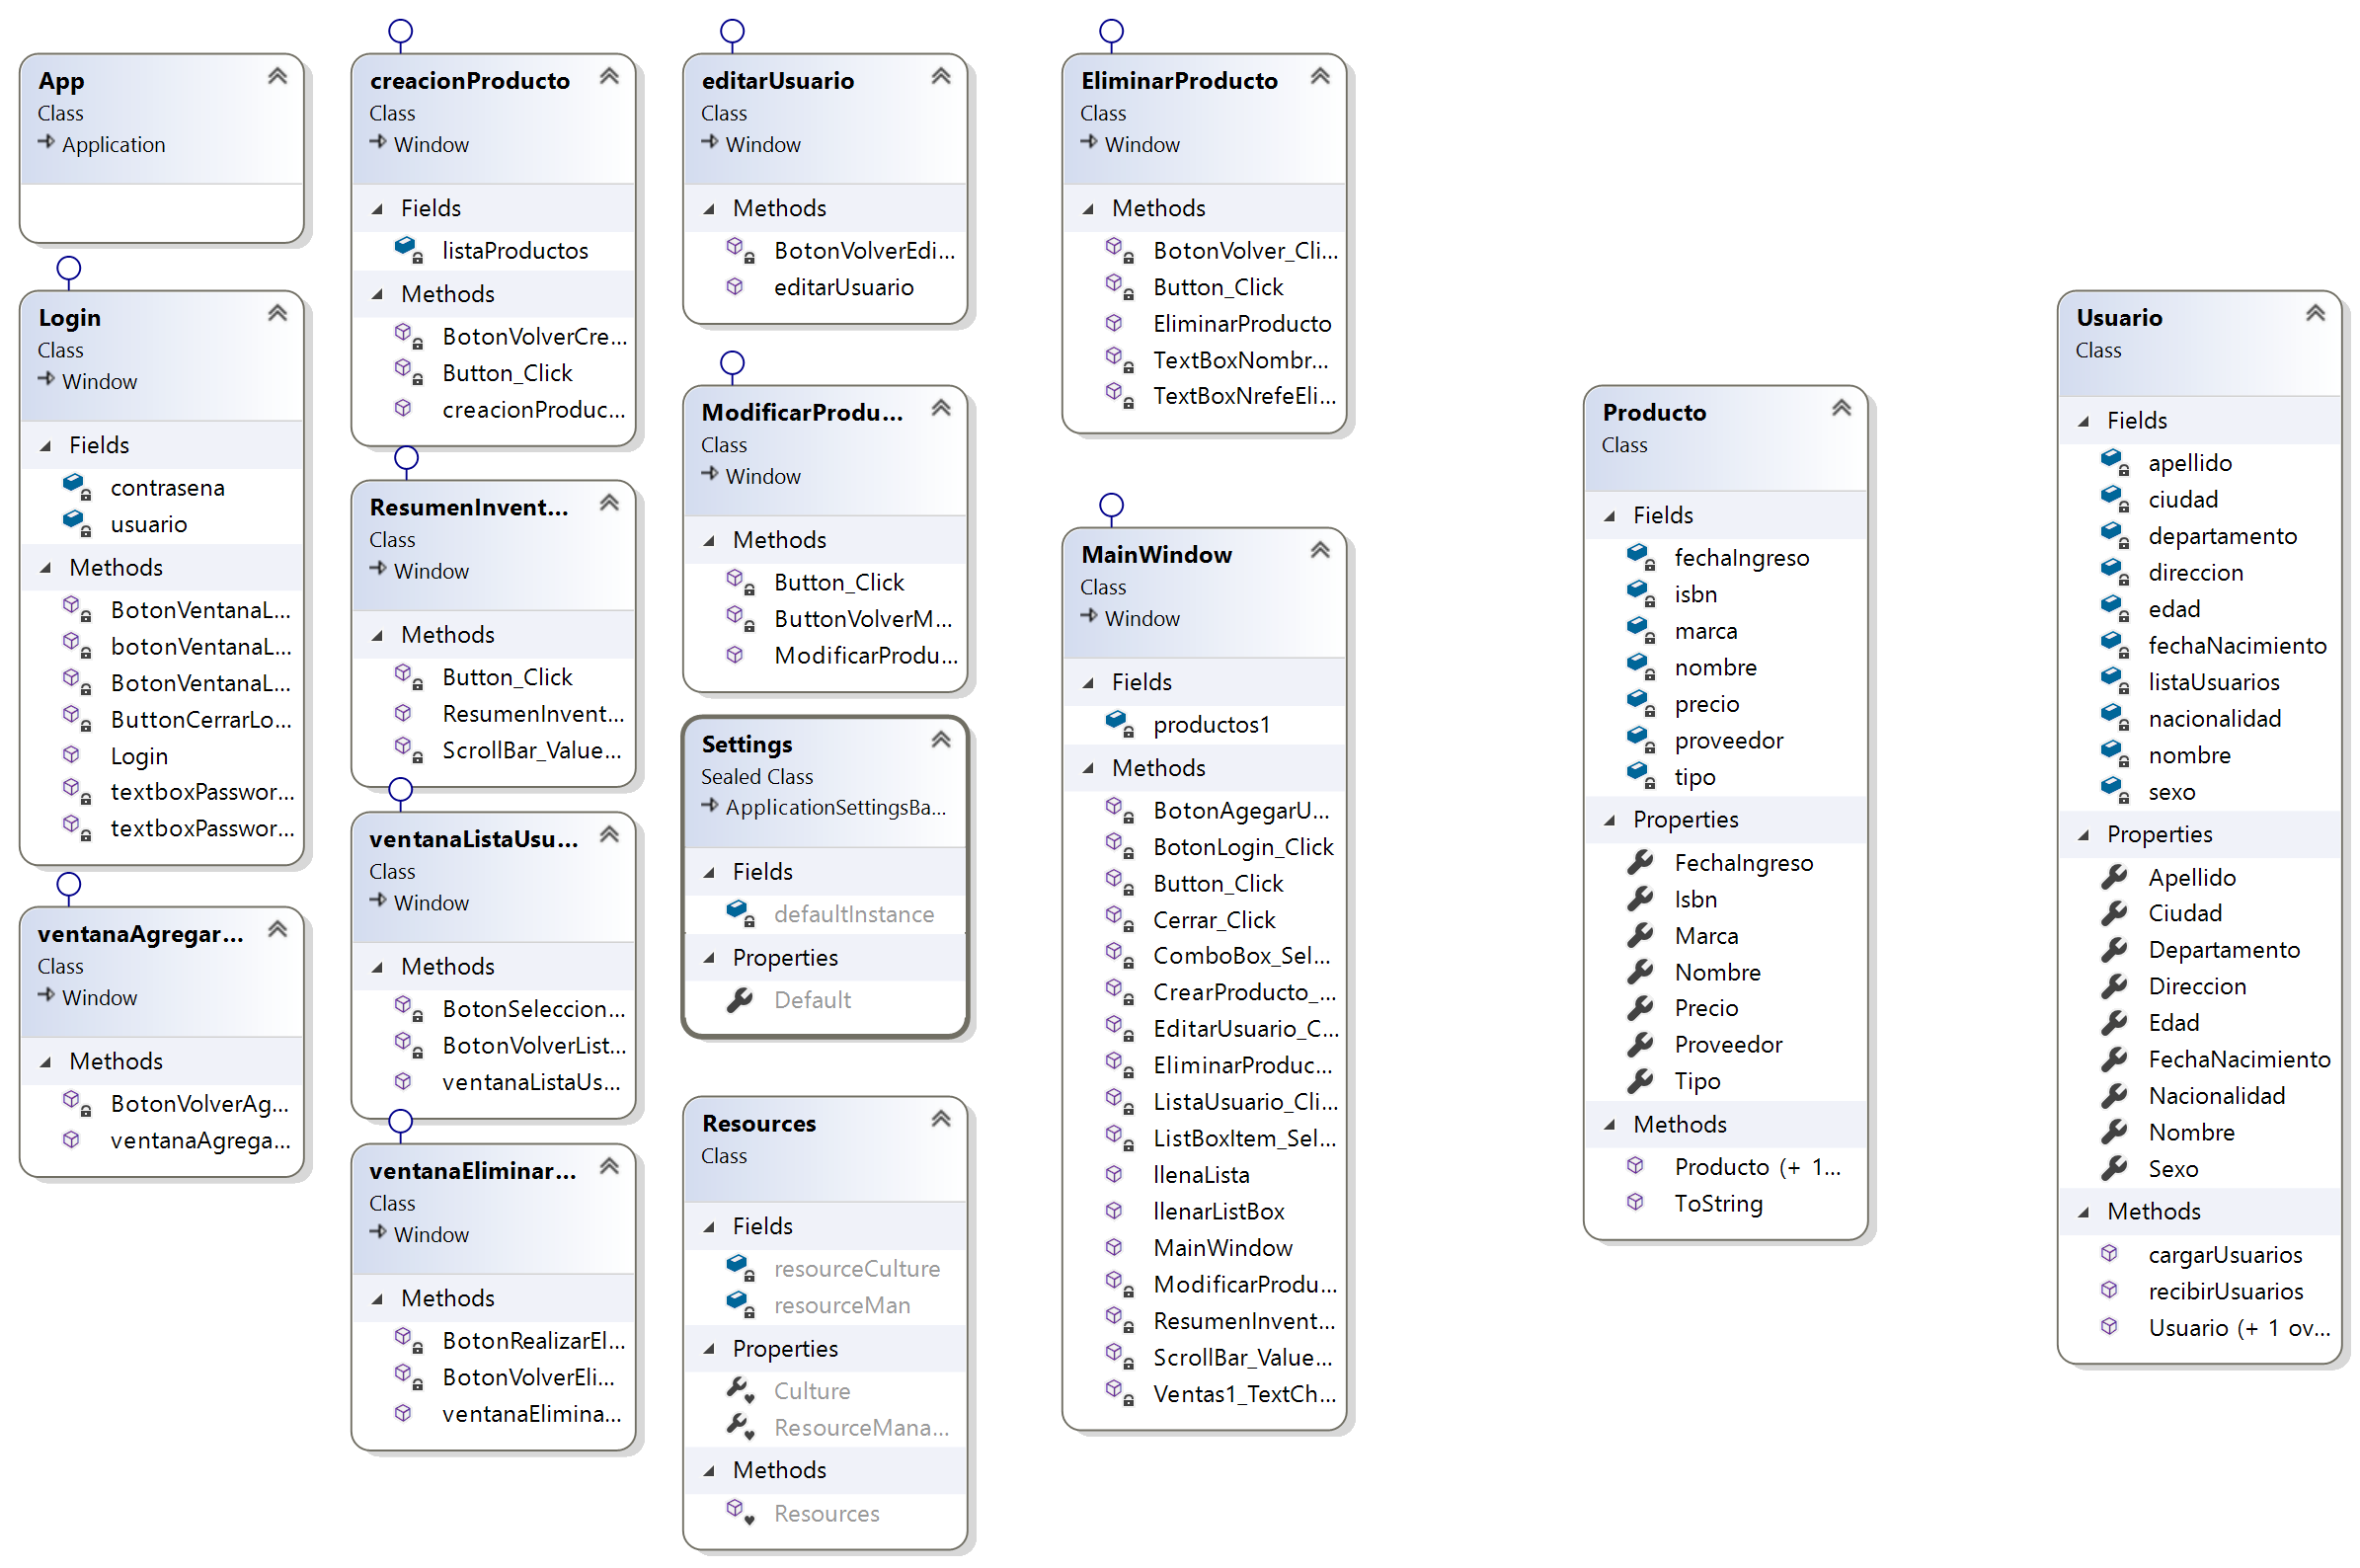 App
Class
Application
Login
Class
Window
Fields
contrasena
usuario
Methods
BotonVentanaL...
botonVentanaL...
BotonVentanaL...
ButtonCerrarLo...
Login
textboxPasswor...
textboxPasswor...
ventanaAgregar...
Class
Window
Methods
BotonVolverAg...
ventanaAgrega...
creacionProducto
Class
Window
Fields
listaProductos
Methods
BotonVolverCre...
Button_Click
creacionProduc...
ResumenInvent...
Class
Window
Methods
Button_Click
ResumenInvent...
ScrollBar_Value...
ventanaListaUsu...
Class
Window
Methods
BotonSeleccion...
BotonVolverList...
ventanaListaUs...
ventanaEliminar...
Class
Window
Methods
BotonRealizarEl...
BotonVolverEli...
ventanaElimina...
editarUsuario
Class
Window
Methods
BotonVolverEdi...
editarUsuario
ModificarProdu...
Class
Window
Methods
Button_Click
ButtonVolverM...
ModificarProdu...
Settings
Sealed Class
ApplicationSettingsBa...
Fields
defaultInstance
Properties
Default
Resources
Class
Fields
resourceCulture
resourceMan
Properties
Culture
ResourceMana...
Methods
Resources
EliminarProducto
Class
Window
Methods
BotonVolver_Cli...
Button_Click
EliminarProducto
TextBoxNombr...
TextBoxNrefeEli...
MainWindow
Class
Window
Fields
productos1
Methods
BotonAgegarU...
BotonLogin_Click
Button_Click
Cerrar_Click
ComboBox_Sel...
CrearProducto_...
EditarUsuario_C...
EliminarProduc...
ListaUsuario_Cli...
ListBoxItem_Sel...
llenaLista
llenarListBox
MainWindow
ModificarProdu...
ResumenInvent...
ScrollBar_Value...
Ventas1_TextCh...
Producto
Class
Fields
fechaIngreso
isbn
marca
nombre
precio
proveedor
tipo
Properties
FechaIngreso
Isbn
Marca
Nombre
Precio
Proveedor
Tipo
Methods
Producto (+ 1...
ToString
Usuario
Class
Fields
apellido
ciudad
departamento
direccion
edad
fechaNacimiento
listaUsuarios
nacionalidad
nombre
sexo
Properties
Apellido
Ciudad
Departamento
Direccion
Edad
FechaNacimiento
Nacionalidad
Nombre
Sexo
Methods
cargarUsuarios
recibirUsuarios
Usuario (+ 1 ov...